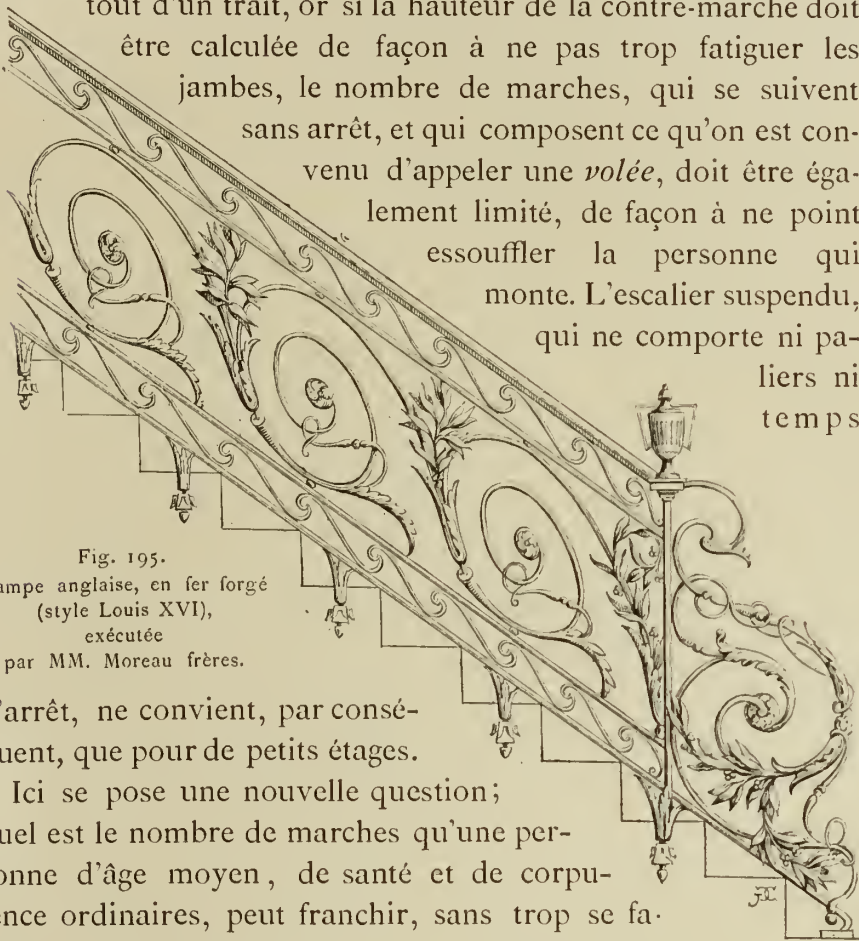 tout d'un trait, or si la hauteur de la contre-marche doit
être calculée de façon à ne pas trop fatiguer les
jambes, le nombre de marches, qui se suivent
sans arrêt, et qui composent ce qu'on est con-
venu d'appeler une volée, doit être éga-
lement limité, de façon à ne point
essouffler la personne qui
monte. L'escalier suspendu,
qui ne comporte ni pa-
liers ni
temps
Fig. 195.
ampe anglaise, en fer forgé
(style Louis XVI),
exécutée
par MM. Moreau frères.
'arrêt, ne convient, par consé-
uent, que pour de petits étages.
Ici se pose une nouvelle question;
uel est le nombre de marches qu'une per-
onne d'âge moyen, de santé et de corpu-
ence ordinaires, peut franchir, sans trop se fa-